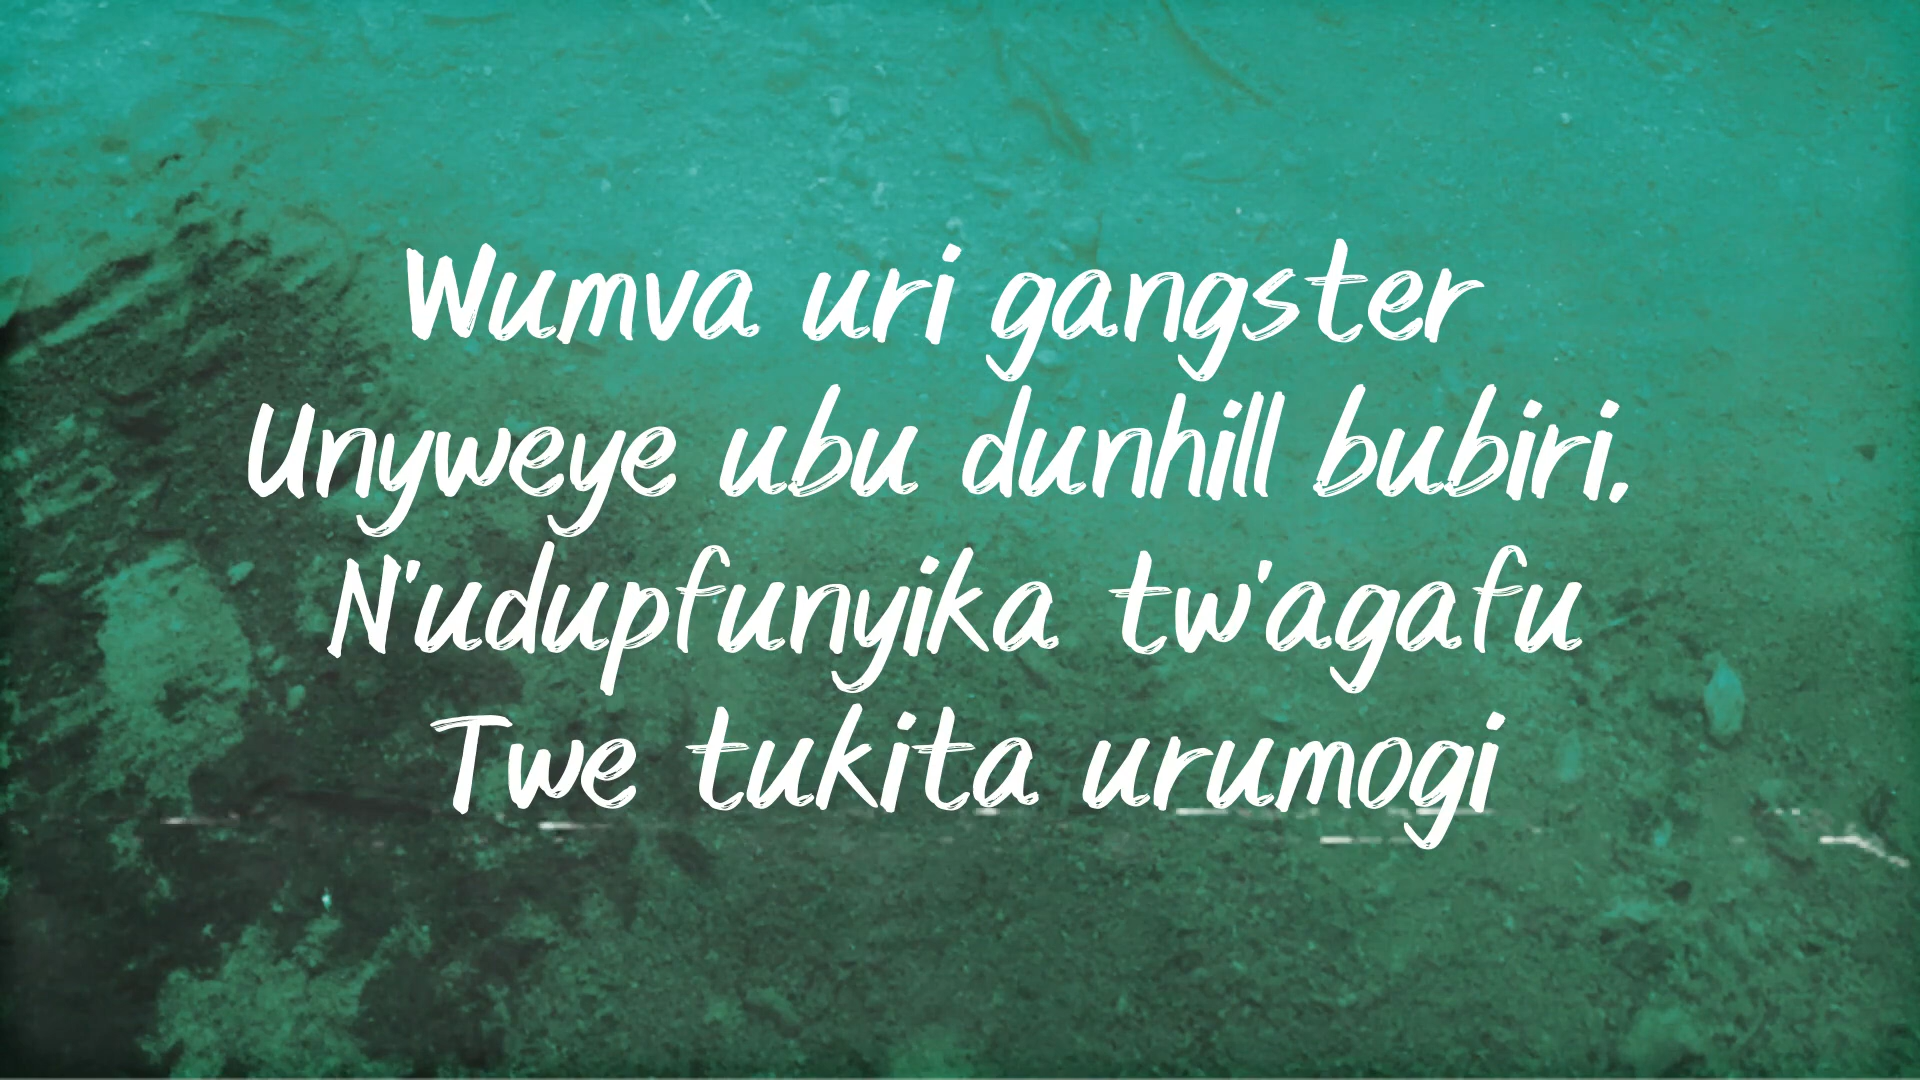 Wumva uri gangster
Unyweye ubu dunhill bubiri,
N'udupfunyika tw'agafu
Twe tukita urumogi